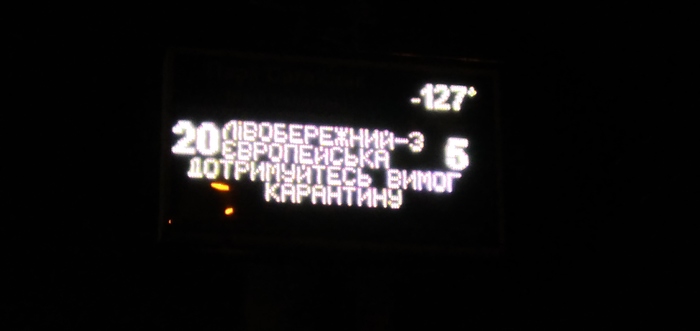 -127°
20 ЛІВОБЕРЕЖНИЙ-3 5
ЄВРОПЕЙСЬКА
ДОТРИМУЙТЕСЬ ВИМОГ
КАРАНТИНУ